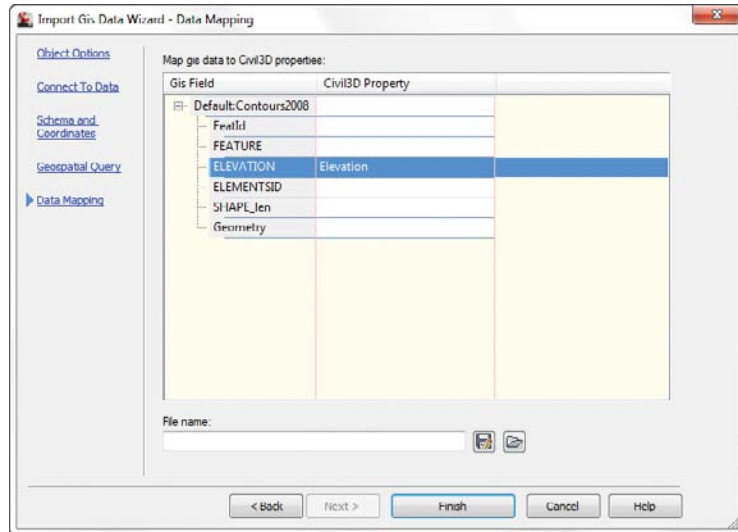 Import Gis Data Wizard - Data Mapping
Object Options
Connect To Data
Schema and
Coordinates
Geospatial Query
Data Mapping
Map gis data to Civil3D properties:
Gis Field Civil3D Property
Default:Contours2008
FeatId
FEATURE
ELEVATION Elevation
ELEMENTSID
SHAPE_len
Geometry
File name:
< Back Next > Finish Cancel Help